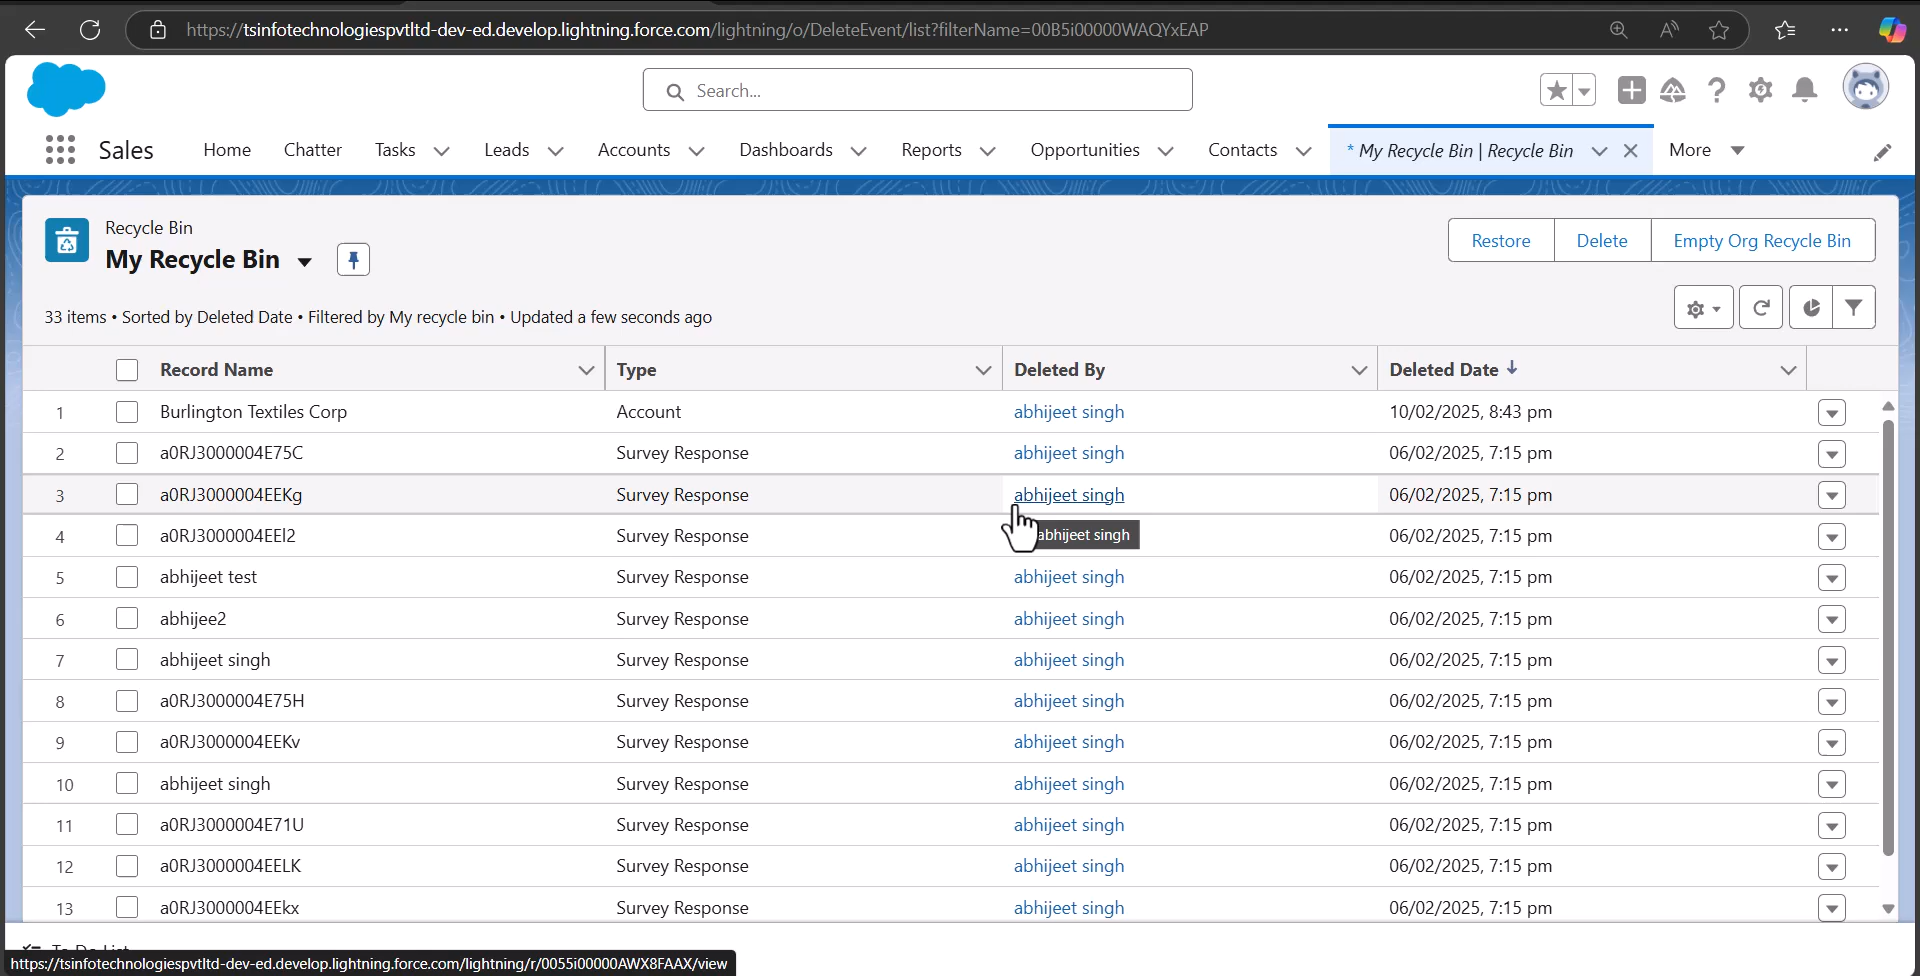 https://tsinfotechnologiespvtltd-dev-ed.develop.lightning.force.com/lightning/o/DeleteEvent/list?filterName=00B5i00000WAQYxEAP
Search...
Sales Home Chatter Tasks Leads Accounts Dashboards Reports Opportunities Contacts * My Recycle Bin | Recycle Bin More
Recycle Bin
My Recycle Bin
Restore Delete Empty Org Recycle Bin
33 items • Sorted by Deleted Date • Filtered by My recycle bin • Updated a few seconds ago
Record Name Type Deleted By Deleted Date
1 Burlington Textiles Corp Account abhijeet singh 10/02/2025, 8:43 pm
2 a0RJ3000004E75C Survey Response abhijeet singh 06/02/2025, 7:15 pm
3 a0RJ3000004EEKg Survey Response abhijeet singh 06/02/2025, 7:15 pm
4 a0RJ3000004EEl2 Survey Response abhijeet singh 06/02/2025, 7:15 pm
5 abhijeet test Survey Response abhijeet singh 06/02/2025, 7:15 pm
6 abhijee2 Survey Response abhijeet singh 06/02/2025, 7:15 pm
7 abhijeet singh Survey Response abhijeet singh 06/02/2025, 7:15 pm
8 a0RJ3000004E75H Survey Response abhijeet singh 06/02/2025, 7:15 pm
9 a0RJ3000004EEKv Survey Response abhijeet singh 06/02/2025, 7:15 pm
10 abhijeet singh Survey Response abhijeet singh 06/02/2025, 7:15 pm
11 a0RJ3000004E71U Survey Response abhijeet singh 06/02/2025, 7:15 pm
12 a0RJ3000004EELK Survey Response abhijeet singh 06/02/2025, 7:15 pm
13 a0RJ3000004EEkx Survey Response abhijeet singh 06/02/2025, 7:15 pm
To Do List
https://tsinfotechnologiespvtltd-dev-ed.develop.lightning.force.com/lightning/r/0055i00000AWX8FAAX/view